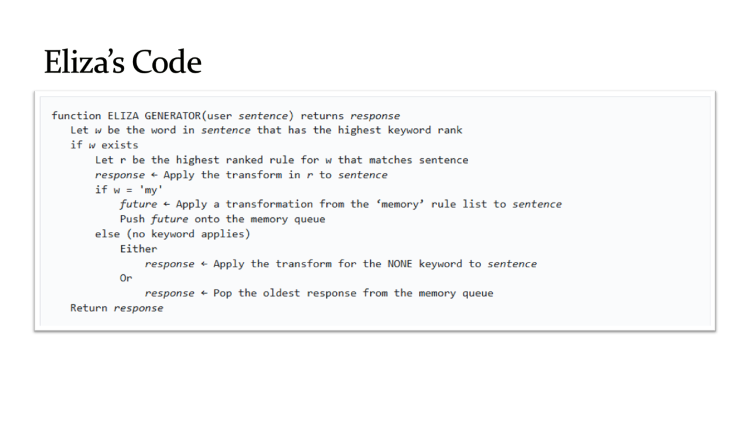 Eliza's Code
function ELIZA GENERATOR(user sentence) returns response
Let w be the word in sentence that has the highest keyword rank
if w exists
Let r be the highest ranked rule for w that matches sentence
response ← Apply the transform in r to sentence
if w = 'my'
future ← Apply a transformation from the ‘memory’ rule list to sentence
Push future onto the memory queue
else (no keyword applies)
Either
response ← Apply the transform for the NONE keyword to sentence
Or
response ← Pop the oldest response from the memory queue
Return response